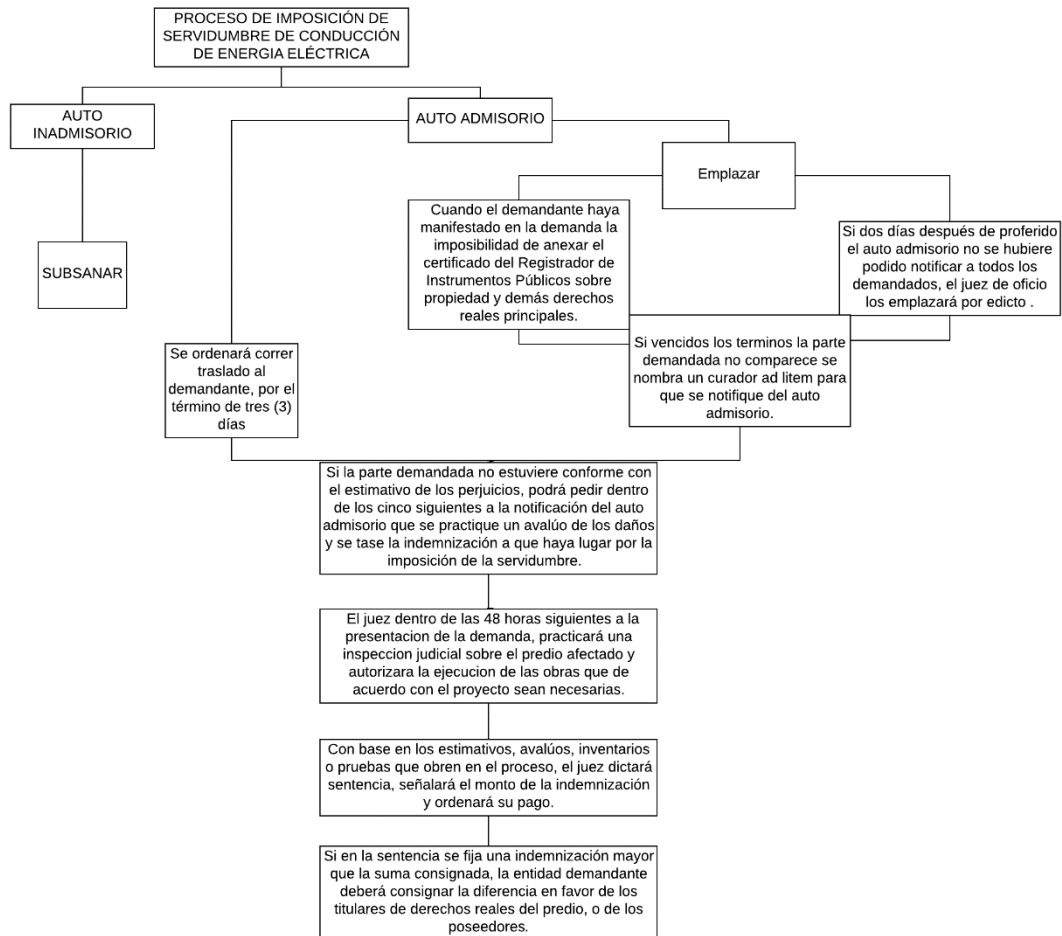 PROCESO DE IMPOSICIÓN DE
SERVIDUMBRE DE CONDUCCIÓN
DE ENERGIA ELÉCTRICA
AUTO
INADMISORIO
AUTO ADMISORIO
SUBSANAR
Emplazar
Cuando el demandante haya
manifestado en la demanda la
imposibilidad de anexar el
certificado del Registrador de
Instrumentos Públicos sobre
propiedad y demás derechos
reales principales.
Si dos días después de proferido
el auto admisorio no se hubiere
podido notificar a todos los
demandados, el juez de oficio
los emplazará por edicto .
Se ordenará correr
traslado al
demandante, por el
término de tres (3)
días
Si vencidos los terminos la parte
demandada no comparece se
nombra un curador ad litem para
que se notifique del auto
admisorio.
Si la parte demandada no estuviere conforme con
el estimativo de los perjuicios, podrá pedir dentro
de los cinco siguientes a la notificación del auto
admisorio que se practique un avalúo de los daños
y se tase la indemnización a que haya lugar por la
imposición de la servidumbre.
El juez dentro de las 48 horas siguientes a la
presentacion de la demanda, practicará una
inspeccion judicial sobre el predio afectado y
autorizara la ejecucion de las obras que de
acuerdo con el proyecto sean necesarias.
Con base en los estimativos, avalúos, inventarios
o pruebas que obren en el proceso, el juez dictará
sentencia, señalará el monto de la indemnización
y ordenará su pago.
Si en la sentencia se fija una indemnización mayor
que la suma consignada, la entidad demandante
deberá consignar la diferencia en favor de los
titulares de derechos reales del predio, o de los
poseedores.